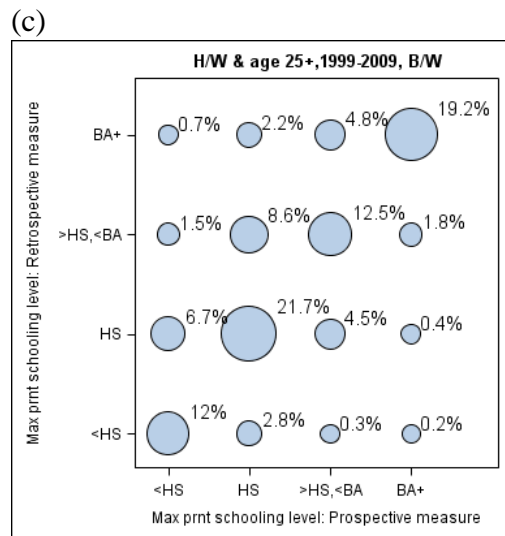 (c)
H/W & age 25+,1999-2009, B/W
Max prnt schooling level: Retrospective measure
BA+
0.7%
2.2%
4.8%
19.2%
>HS,<BA
1.5%
8.6%
12.5%
1.8%
HS
6.7%
21.7%
4.5%
0.4%
<HS
12%
2.8%
0.3%
0.2%
<HS HS >HS,<BA BA+
Max prnt schooling level: Prospective measure